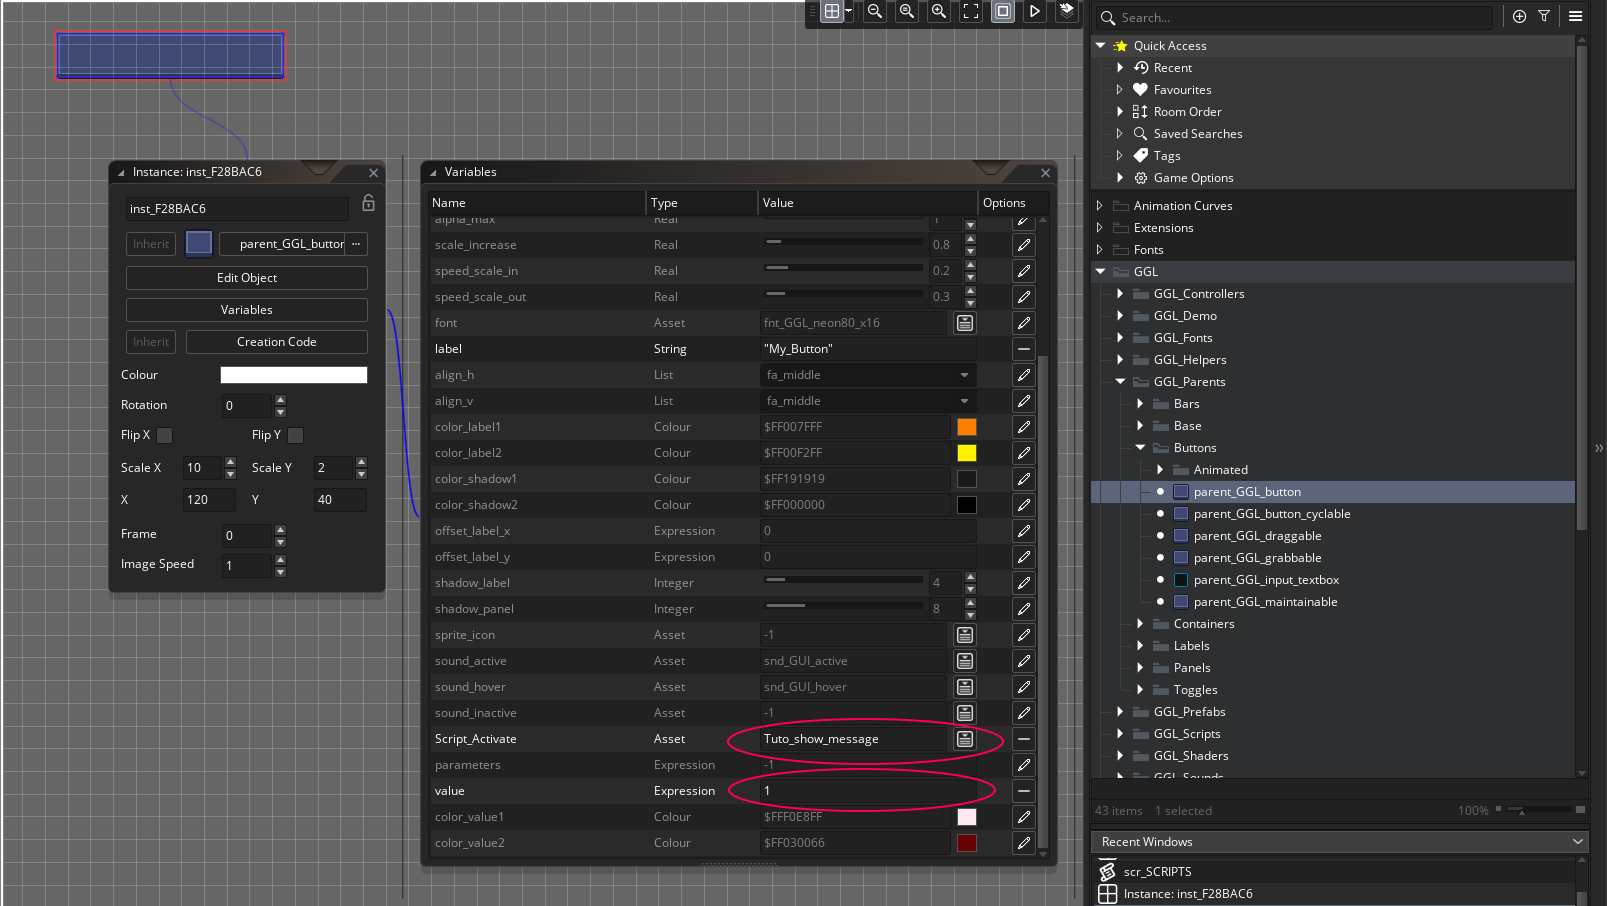 Search...
Quick Access
Recent
Favourites
Room Order
Saved Searches
Tags
Game Options
Animation Curves
Extensions
Fonts
GGL
GGL_Controllers
GGL_Demo
GGL_Fonts
GGL_Helpers
GGL_Parents
Bars
Base
Buttons
Animated
parent_GGL_button
parent_GGL_button_cyclable
parent_GGL_draggable
parent_GGL_grabbable
parent_GGL_input_textbox
parent_GGL_maintainable
Containers
Labels
Panels
Toggles
GGL_Prefabs
GGL_Scripts
GGL_Shaders
GGL_Sounds
43 items 1 selected 100%
Recent Windows
scr_SCRIPTS
Instance: inst_F28BAC6
Instance: inst_F28BAC6
inst_F28BAC6
Inherit parent_GGL_button ...
Edit Object
Variables
Inherit Creation Code
Colour
Rotation 0
Flip X Flip Y
Scale X 10 Scale Y 2
X 120 Y 40
Frame 0
Image Speed 1
Variables
Name Type Value Options
alpha_max Real 1
scale_increase Real 0.8
speed_scale_in Real 0.2
speed_scale_out Real 0.3
font Asset fnt_GGL_neon80_x16
label String "My_Button"
align_h List fa_middle
align_v List fa_middle
color_label1 Colour $FF007FFF
color_label2 Colour $FF00F2FF
color_shadow1 Colour $FF191919
color_shadow2 Colour $FF000000
offset_label_x Expression 0
offset_label_y Expression 0
shadow_label Integer 4
shadow_panel Integer 8
sprite_icon Asset -1
sound_active Asset snd_GUI_active
sound_hover Asset snd_GUI_hover
sound_inactive Asset -1
Script_Activate Asset Tuto_show_message
parameters Expression -1
value Expression 1
color_value1 Colour $FFF0E8FF
color_value2 Colour $FF030066